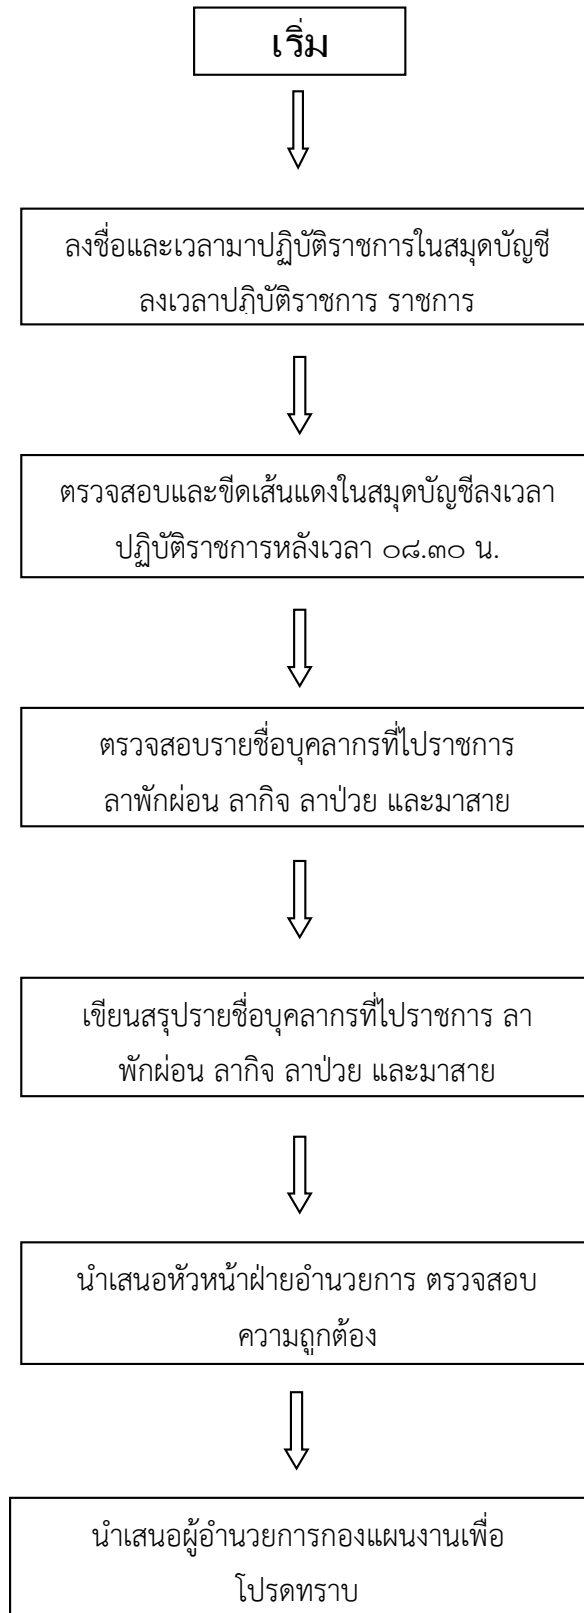 เริ่ม
ลงชื่อและเวลามาปฏิบัติราชการในสมุดบัญชี
ลงเวลาปฏิบัติราชการ ราชการ
ตรวจสอบและขีดเส้นแดงในสมุดบัญชีลงเวลา
ปฏิบัติราชการหลังเวลา ๐๘.๓๐ น.
ตรวจสอบรายชื่อบุคลากรที่ไปราชการ
ลาพักผ่อน ลากิจ ลาป่วย และมาสาย
เขียนสรุปรายชื่อบุคลากรที่ไปราชการ ลา
พักผ่อน ลากิจ ลาป่วย และมาสาย
นำเสนอหัวหน้าฝ่ายอำนวยการ ตรวจสอบ
ความถูกต้อง
นำเสนอผู้อำนวยการกองแผนงานเพื่อ
โปรดทราบ